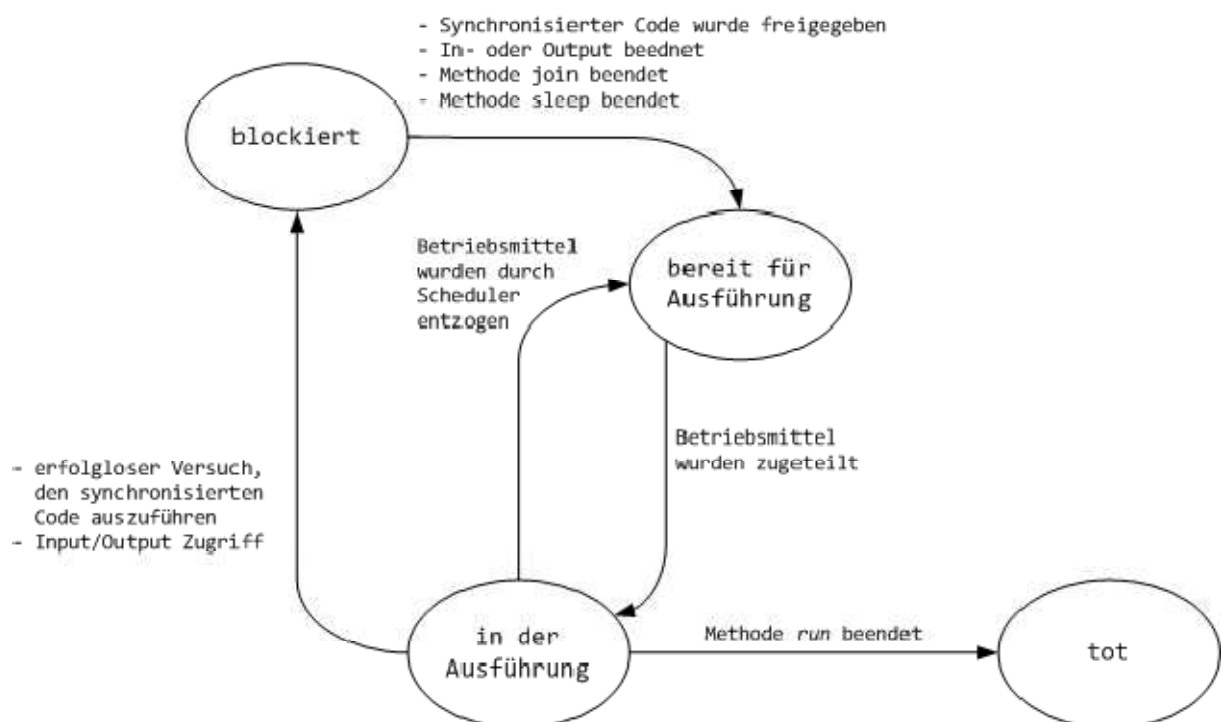 - Synchronisierter Code wurde freigegeben
- In- oder Output beednet
- Methode join beendet
- Methode sleep beendet
blockiert
Betriebsmittel
wurden durch
Scheduler
entzogen
bereit für
Ausführung
Betriebsmittel
wurden zugeteilt
- erfolgloser Versuch,
den synchronisierten
Code auszuführen
- Input/Output Zugriff
in der
Ausführung
Methode run beendet
tot